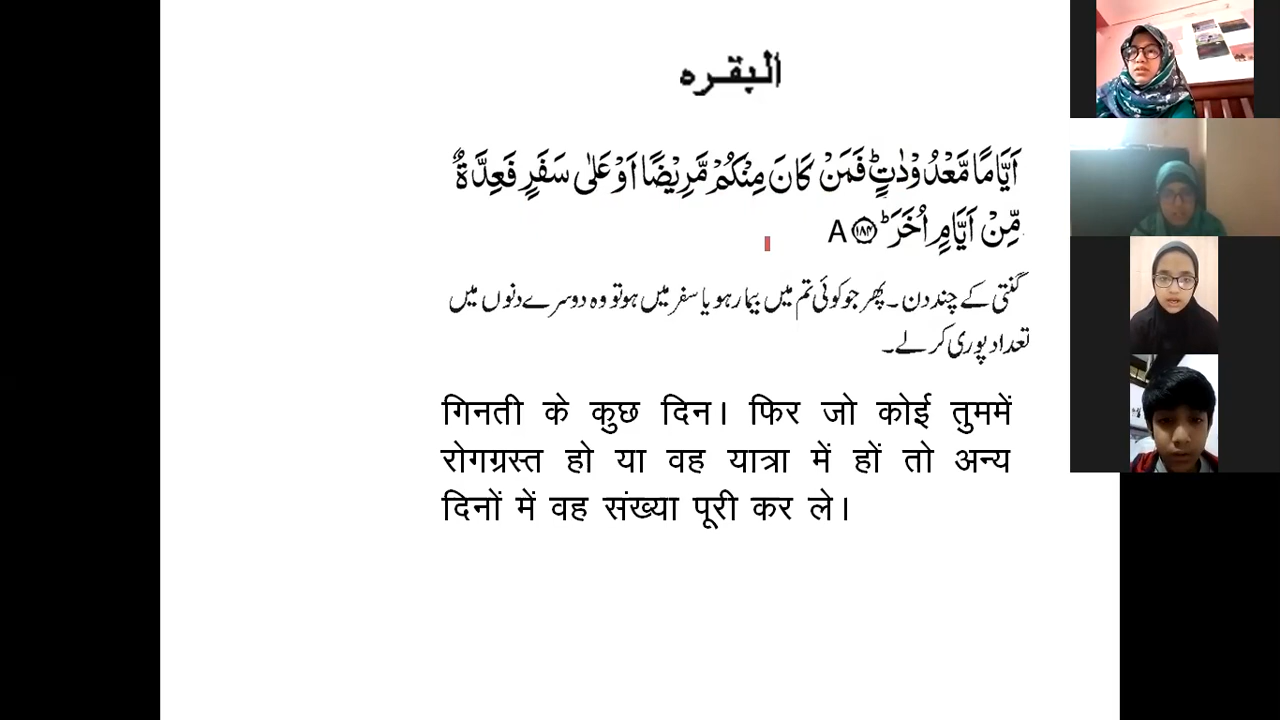 البقرہ
اَیَّامًا مَّعْدُوْدٰتٍ ؕ فَمَنْ كَانَ مِنْكُمْ مَّرِیْضًا اَوْ عَلٰی سَفَرٍ فَعِدَّةٌ
مِّنْ اَیَّامٍ اُخَرَ ؕ ﴿۱۸۴﴾ A
گنتی کے چند دن۔ پھر جو کوئی تم میں بیمار ہو یا سفر میں ہو تو وہ دوسرے دنوں میں
تعداد پوری کر لے۔
गिनती के कुछ दिन। फिर जो कोई तुममें
रोगग्रस्त हो या वह यात्रा में हों तो अन्य
दिनों में वह संख्या पूरी कर ले।